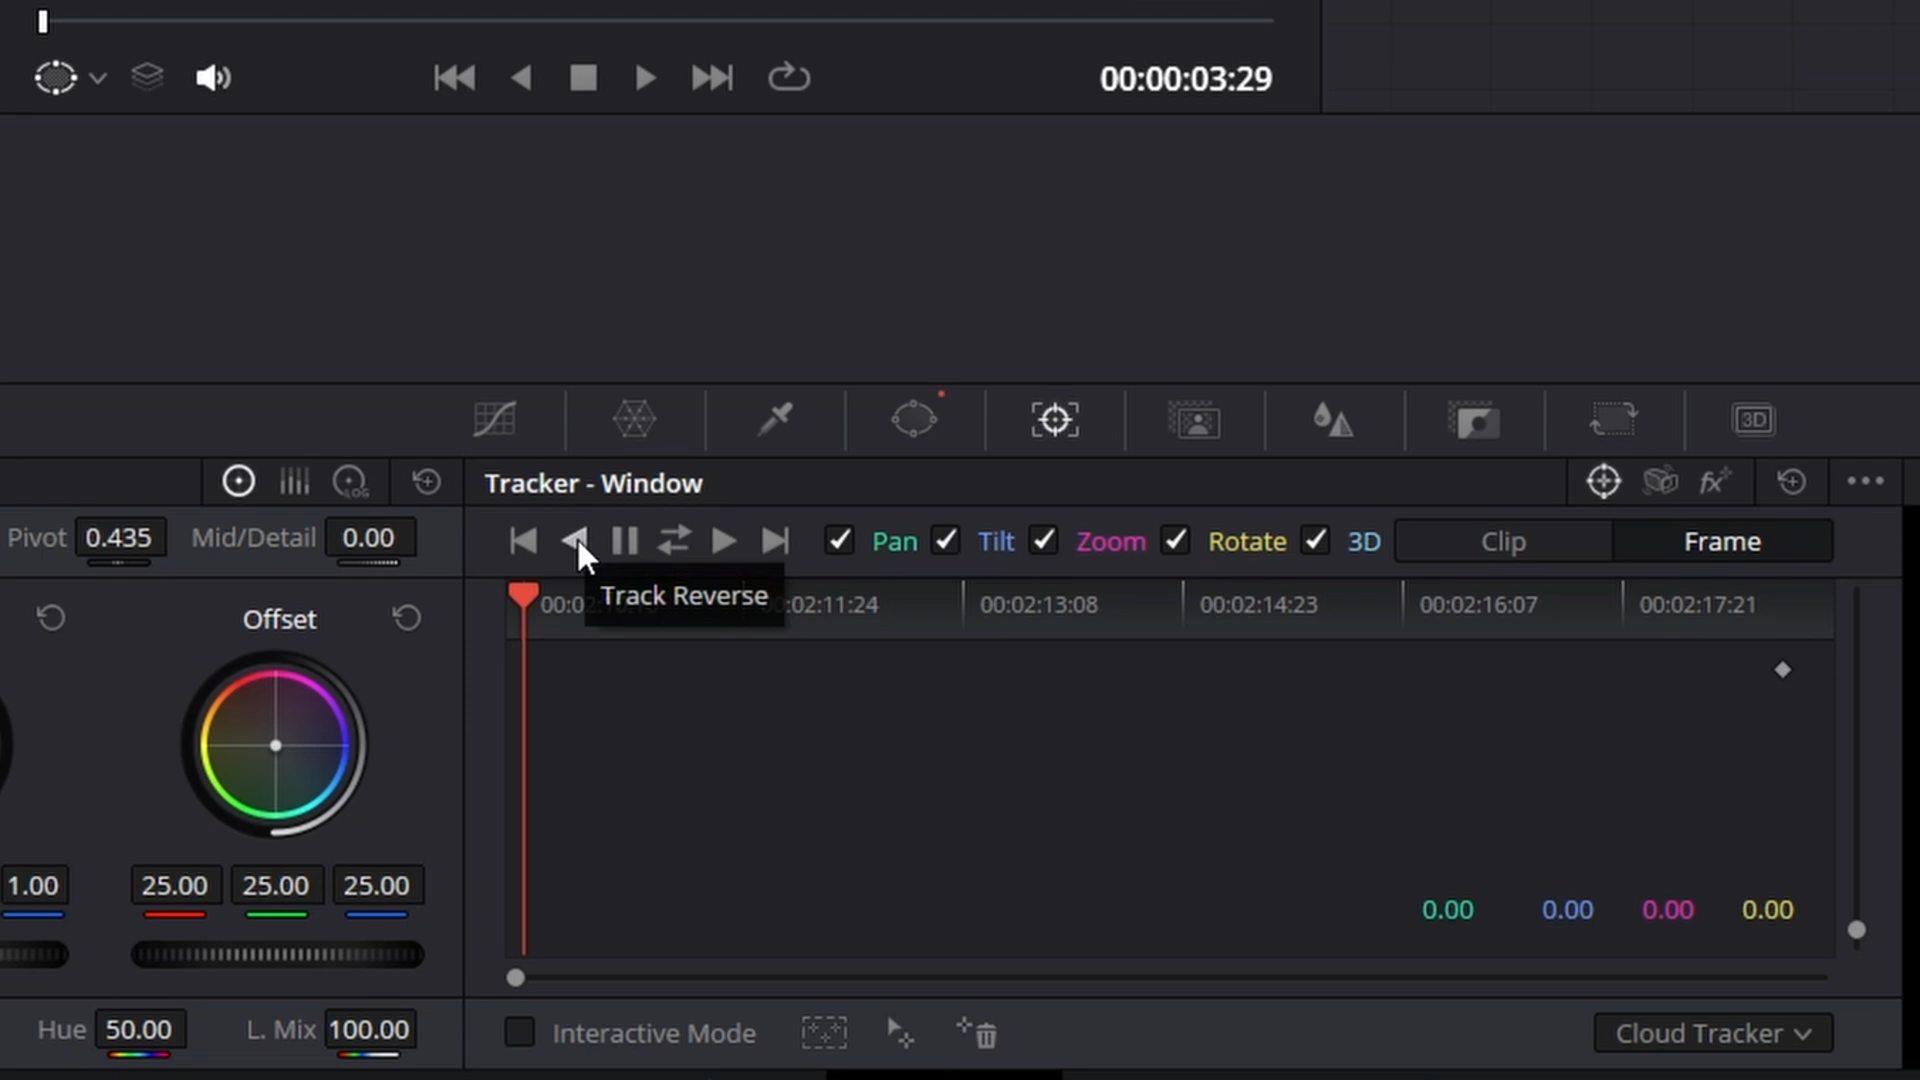 00:00:03:29
3D
LOG
Tracker - Window
fx
Pivot 0.435 Mid/Detail 0.00
Pan Tilt Zoom Rotate 3D Clip Frame
Track Reverse
:02:11:24 00:02:13:08 00:02:14:23 00:02:16:07 00:02:17:21
Offset
1.00 25.00 25.00 25.00
0.00 0.00 0.00 0.00
Hue 50.00 L. Mix 100.00
Interactive Mode
Cloud Tracker